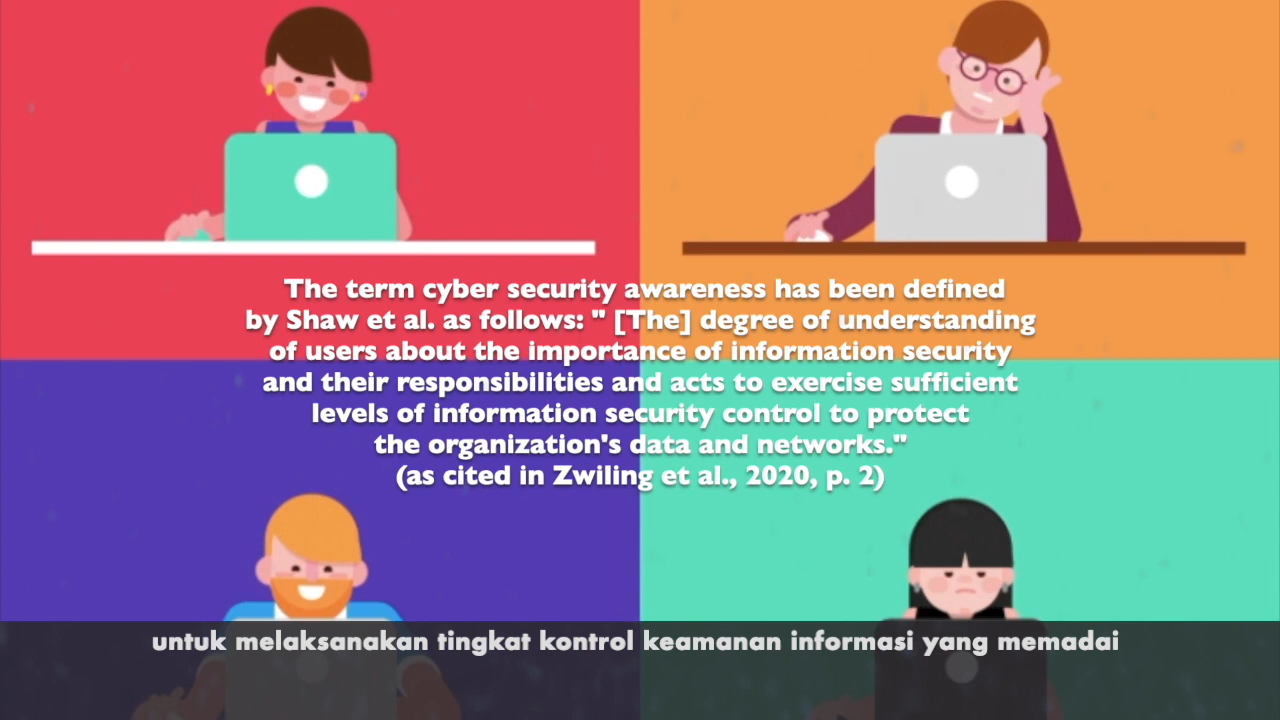 The term cyber security awareness has been defined
by Shaw et al. as follows: " [The] degree of understanding
of users about the importance of information security
and their responsibilities and acts to exercise sufficient
levels of information security control to protect
the organization's data and networks."
(as cited in Zwiling et al., 2020, p. 2)
untuk melaksanakan tingkat kontrol keamanan informasi yang memadai